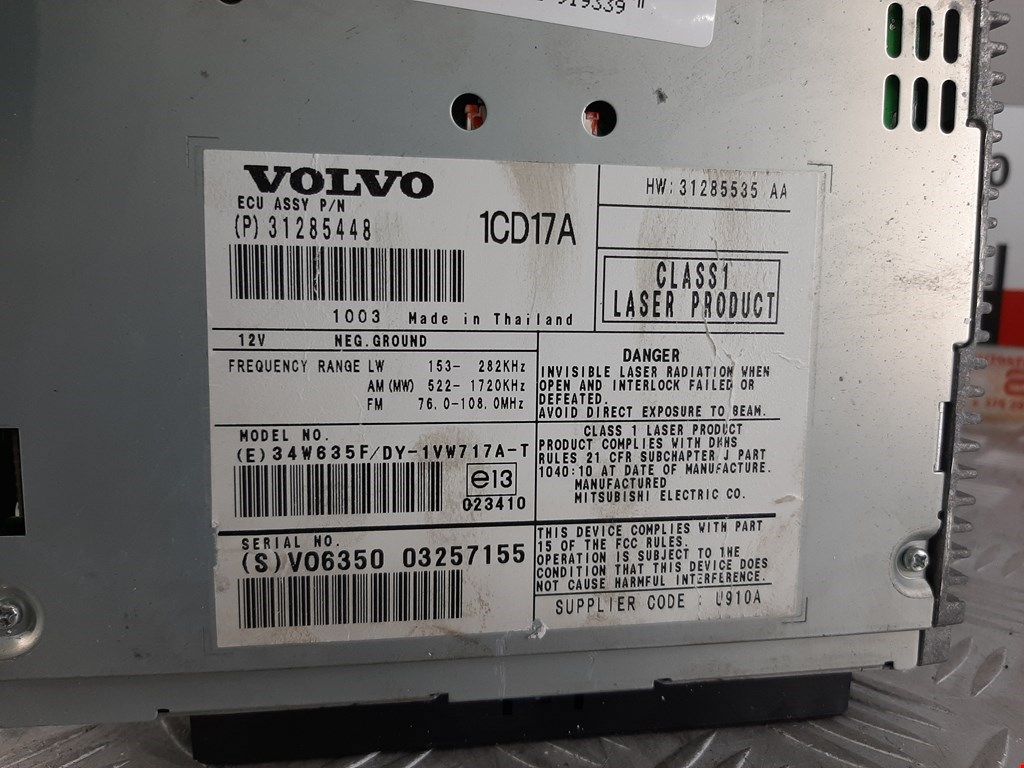 919339
VOLVO
ECU ASSY P/N
(P) 31285448
1CD17A
1003 Made in Thailand
HW: 31285535 AA
CLASS1
LASER PRODUCT
12V NEG.GROUND
FREQUENCY RANGE LW 153- 282KHz
AM (MW) 522- 1720KHz
FM 76.0-108.0MHz
DANGER
INVISIBLE LASER RADIATION WHEN
OPEN AND INTERLOCK FAILED OR
DEFEATED.
AVOID DIRECT EXPOSURE TO BEAM.
MODEL NO.
(E)34W635F/DY-1VW717A-T
e13
023410
CLASS 1 LASER PRODUCT
PRODUCT COMPLIES WITH DHHS
RULES 21 CFR SUBCHAPTER J PART
1040:10 AT DATE OF MANUFACTURE.
MANUFACTURED
MITSUBISHI ELECTRIC CO.
SERIAL NO.
(S)V06350 03257155
THIS DEVICE COMPLIES WITH PART
15 OF THE FCC RULES.
OPERATION IS SUBJECT TO THE
CONDITION THAT THIS DEVICE DOES
NOT CAUSE HARMFUL INTERFERENCE.
SUPPLIER CODE : U910A